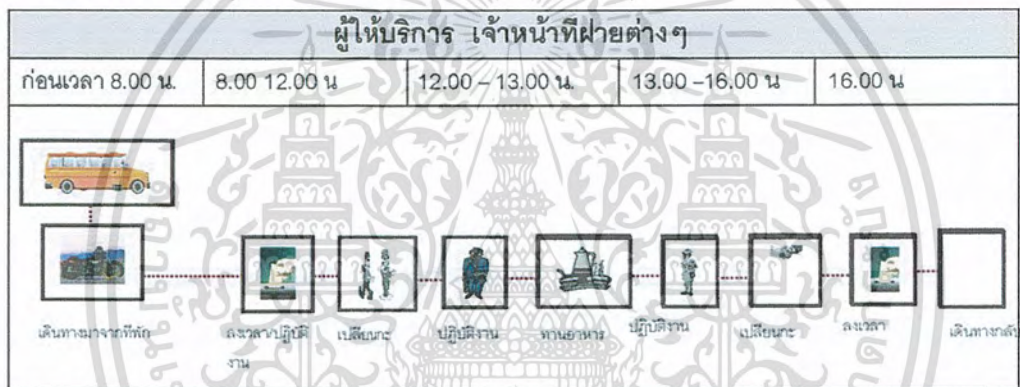 ผู้ให้บริการ เจ้าหน้าที่ฝ่ายต่างๆ
ก่อนเวลา 8.00 น. 8.00 12.00 น 12.00 – 13.00 น. 13.00 –16.00 น 16.00 น
เดินทางมาจากที่พัก ลงเวลา/ปฏิบัติ เปลี่ยนกะ ปฏิบัติงาน ทานอาหาร ปฏิบัติงาน เปลี่ยนกะ ลงเวลา เดินทางกลับ
งาน